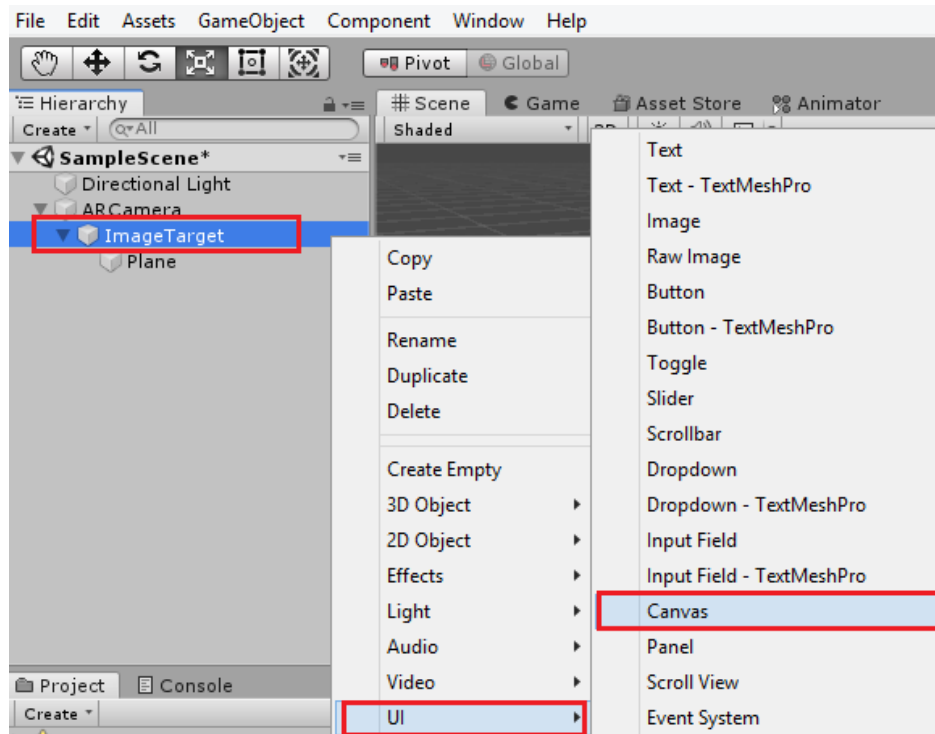 File Edit Assets GameObject Component Window Help
Pivot Global
Hierarchy
Scene Game Asset Store Animator
Create All
Shaded
SampleScene*
Directional Light
ARCamera
ImageTarget
Plane
Copy
Paste
Rename
Duplicate
Delete
Create Empty
3D Object
2D Object
Effects
Light
Audio
Video
UI
Text
Text - TextMeshPro
Image
Raw Image
Button
Button - TextMeshPro
Toggle
Slider
Scrollbar
Dropdown
Dropdown - TextMeshPro
Input Field
Input Field - TextMeshPro
Canvas
Panel
Scroll View
Event System
Project Console
Create